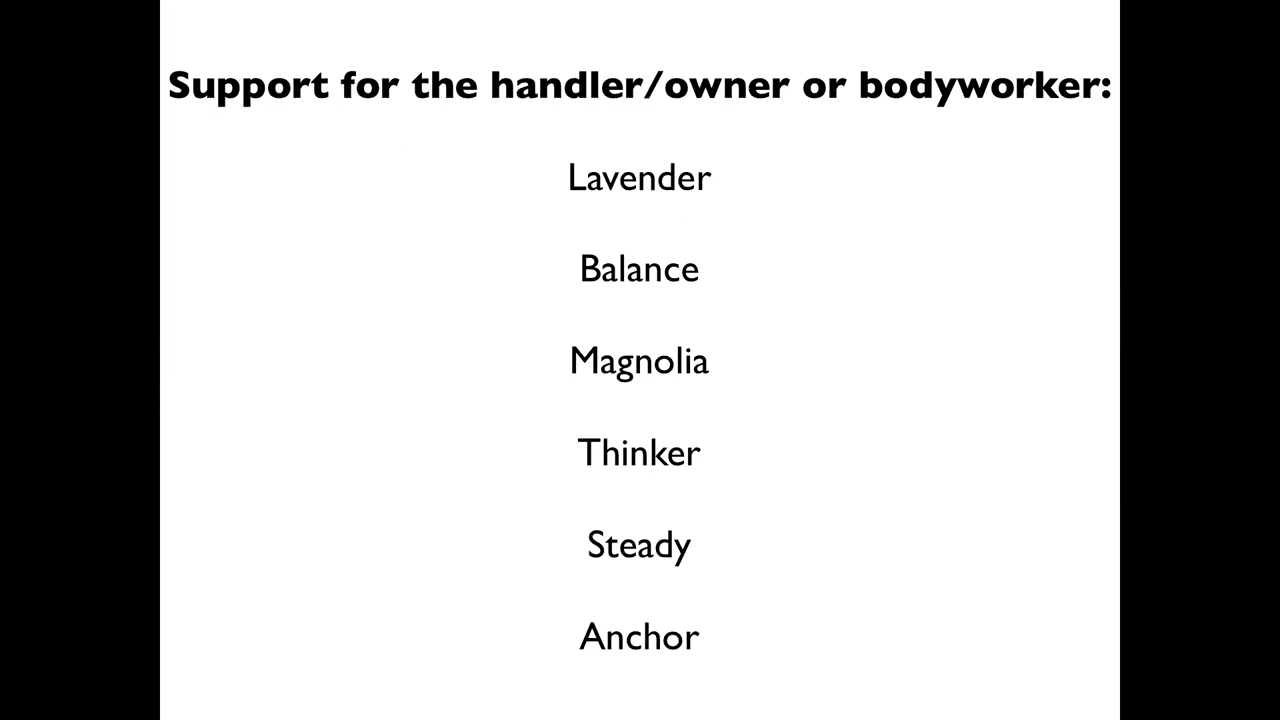 Support for the handler/owner or bodyworker:
Lavender
Balance
Magnolia
Thinker
Steady
Anchor